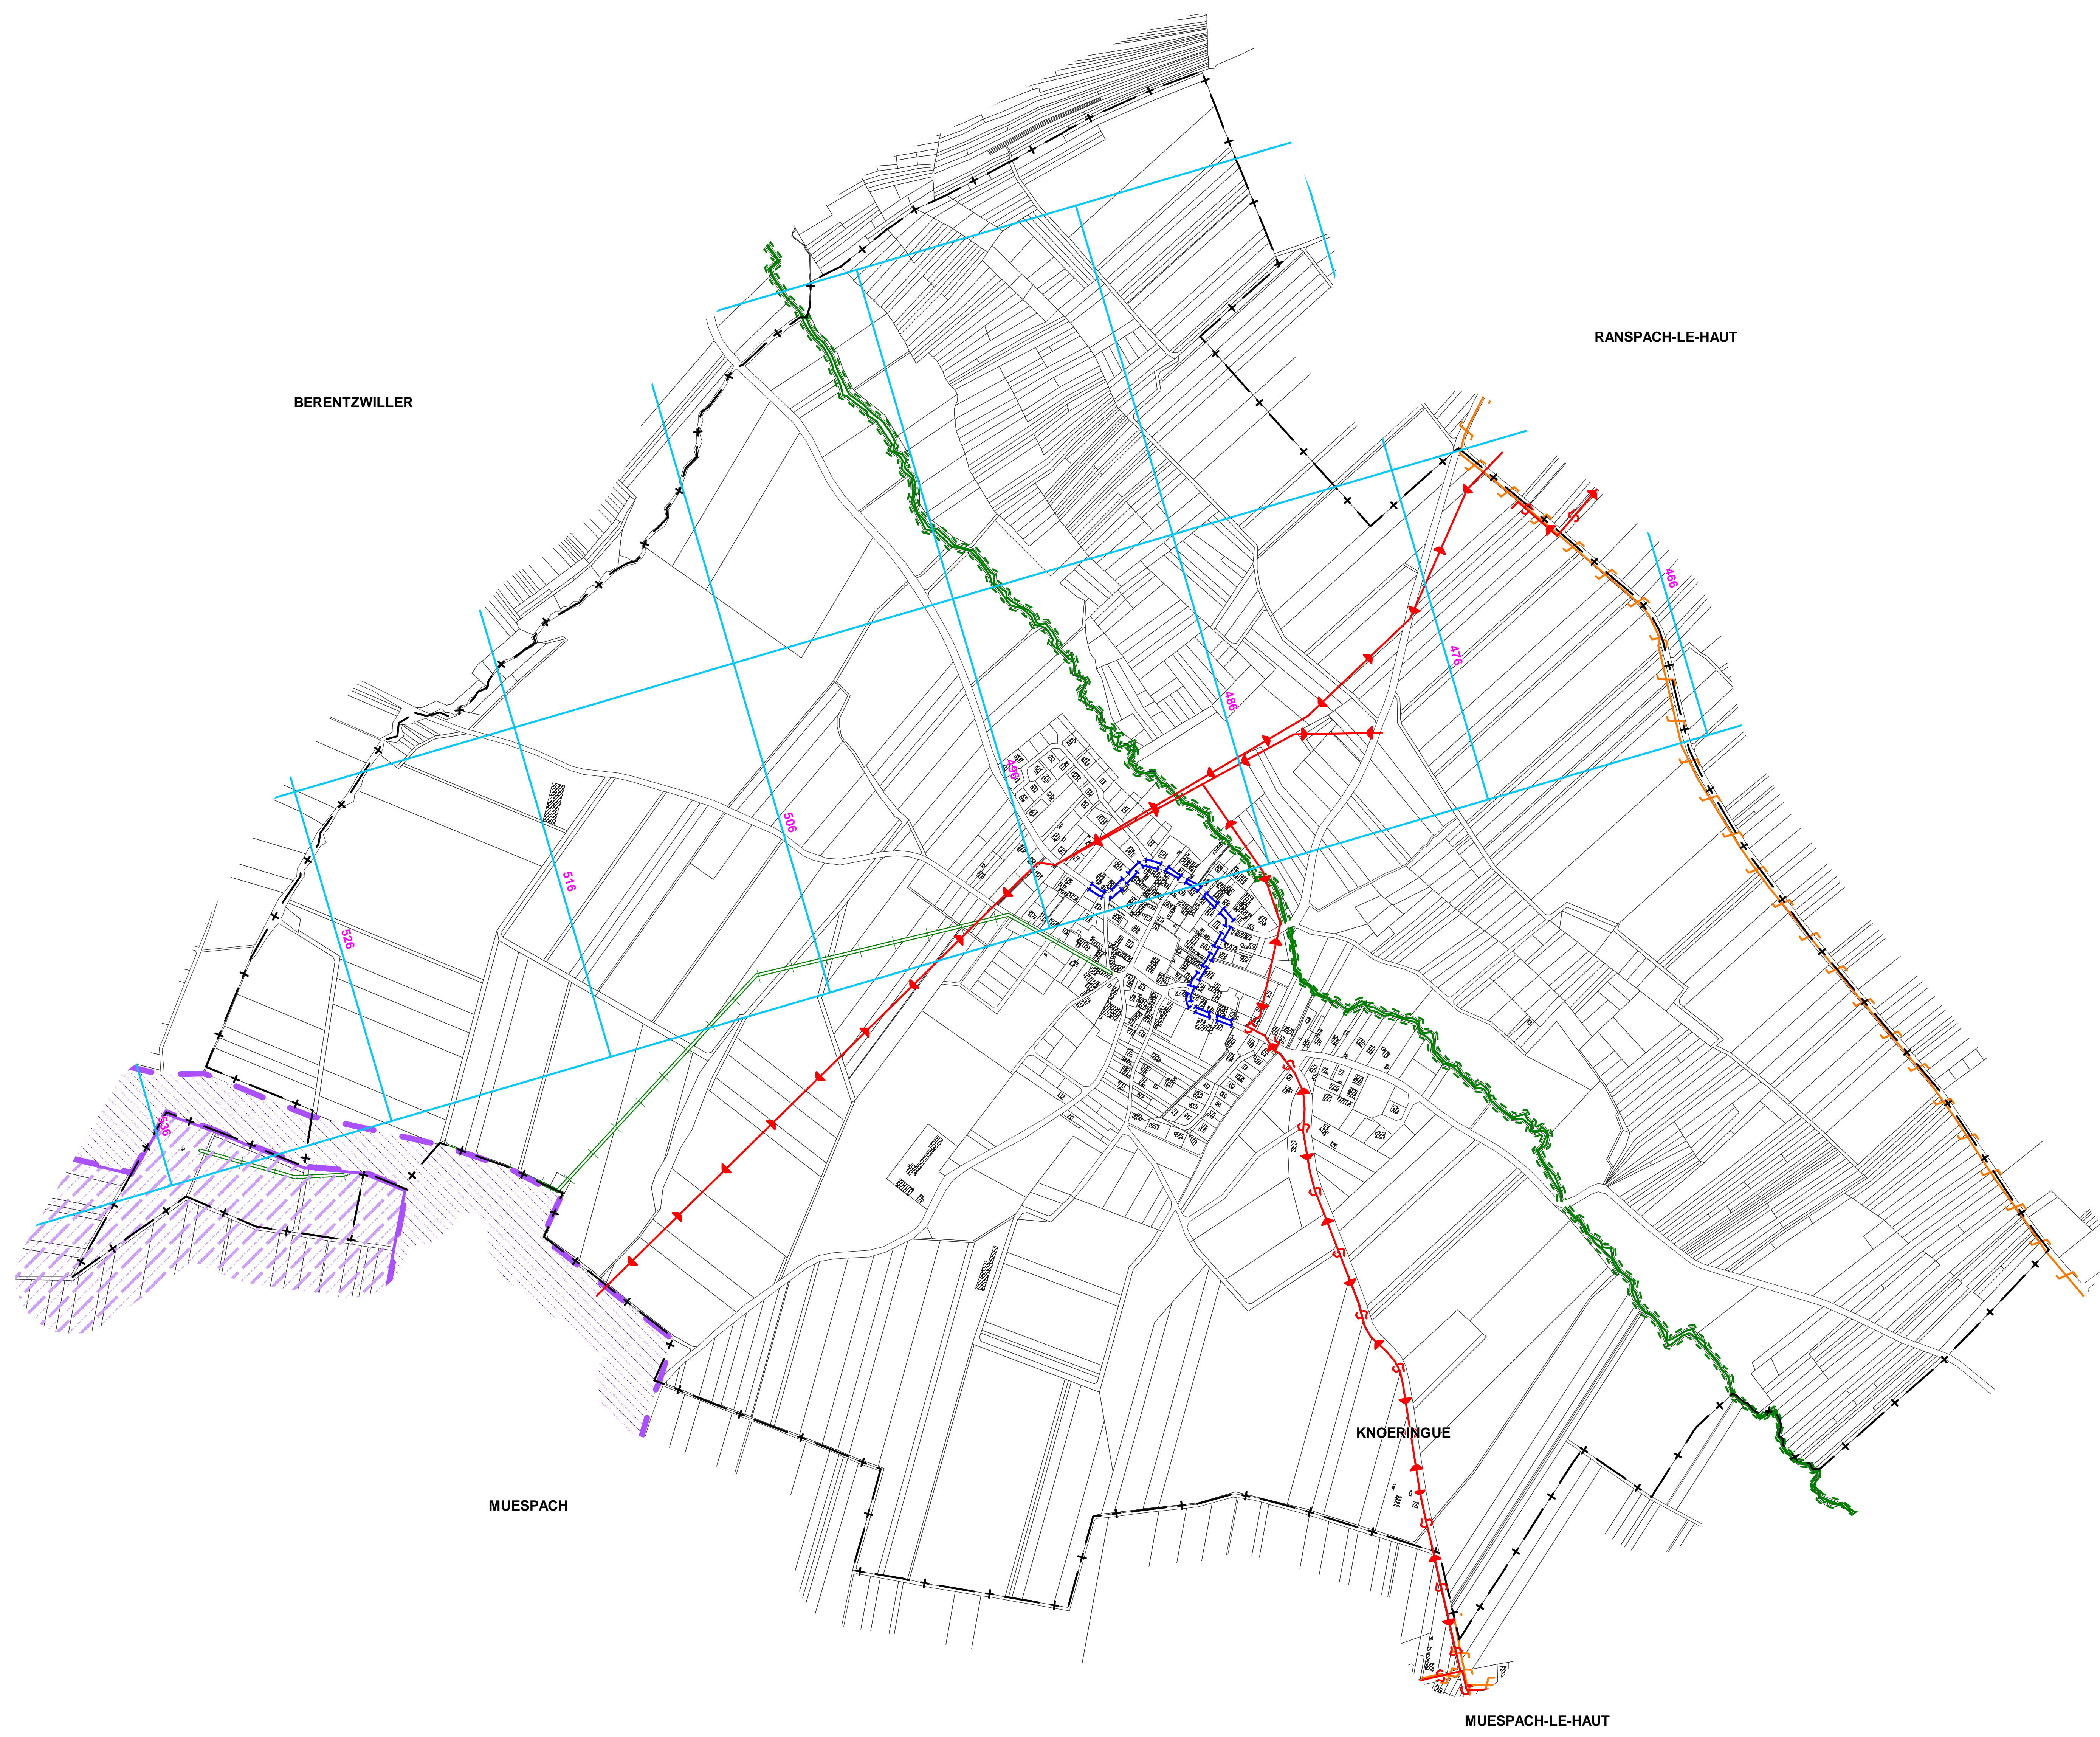 RANSPACH-LE-HAUT
BERENTZWILLER
466
476
486
496
506
516
526
536
KNOERINGUE
MUESPACH
MUESPACH-LE-HAUT